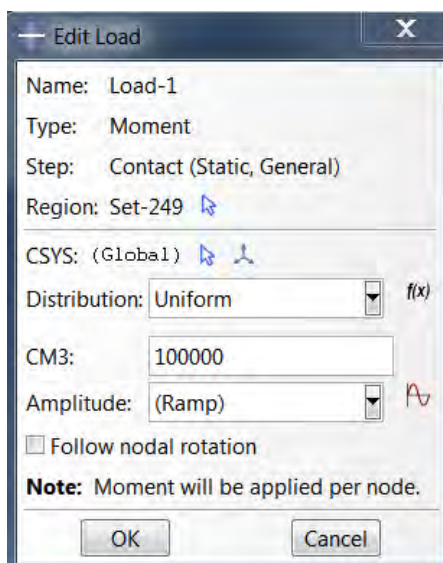 Edit Load
X
Name: Load-1
Type: Moment
Step: Contact (Static, General)
Region: Set-249
CSYS: (Global)
Distribution: Uniform f(x)
CM3: 100000
Amplitude: (Ramp)
Follow nodal rotation
Note: Moment will be applied per node.
OK Cancel